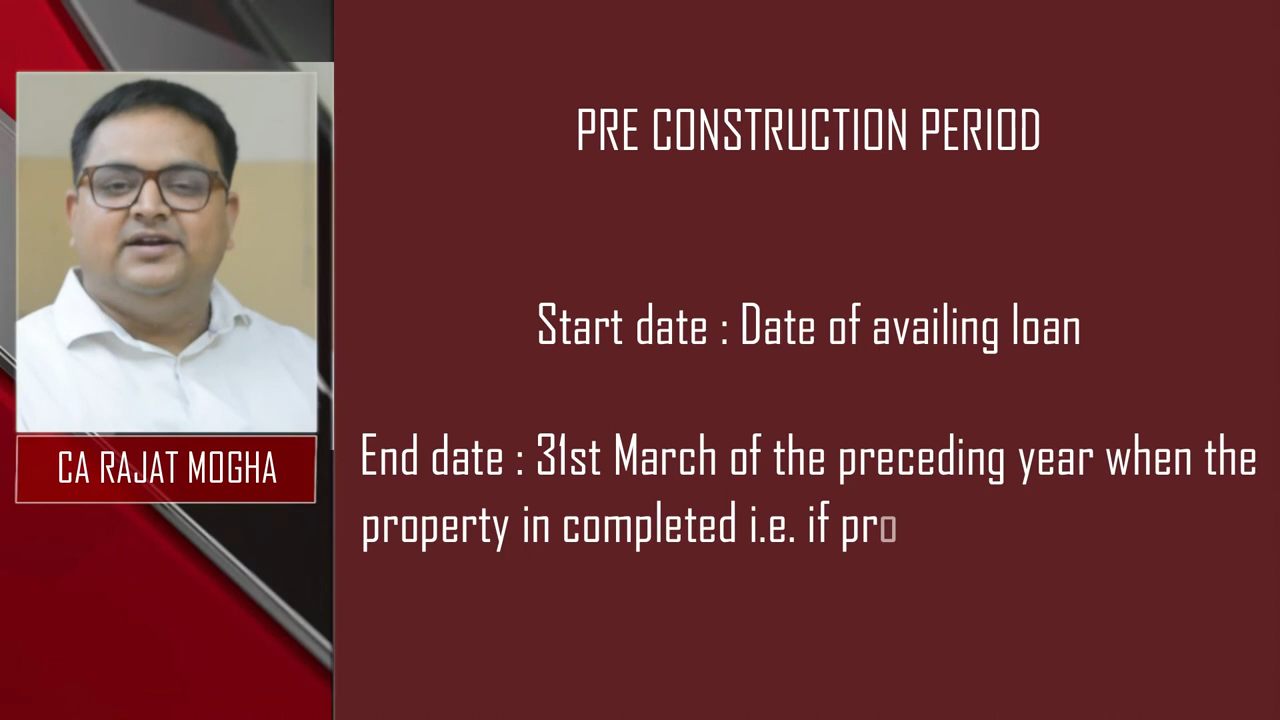 PRE CONSTRUCTION PERIOD
Start date : Date of availing loan
End date : 31st March of the preceding year when the
property in completed i.e. if pro
CA RAJAT MOGHA